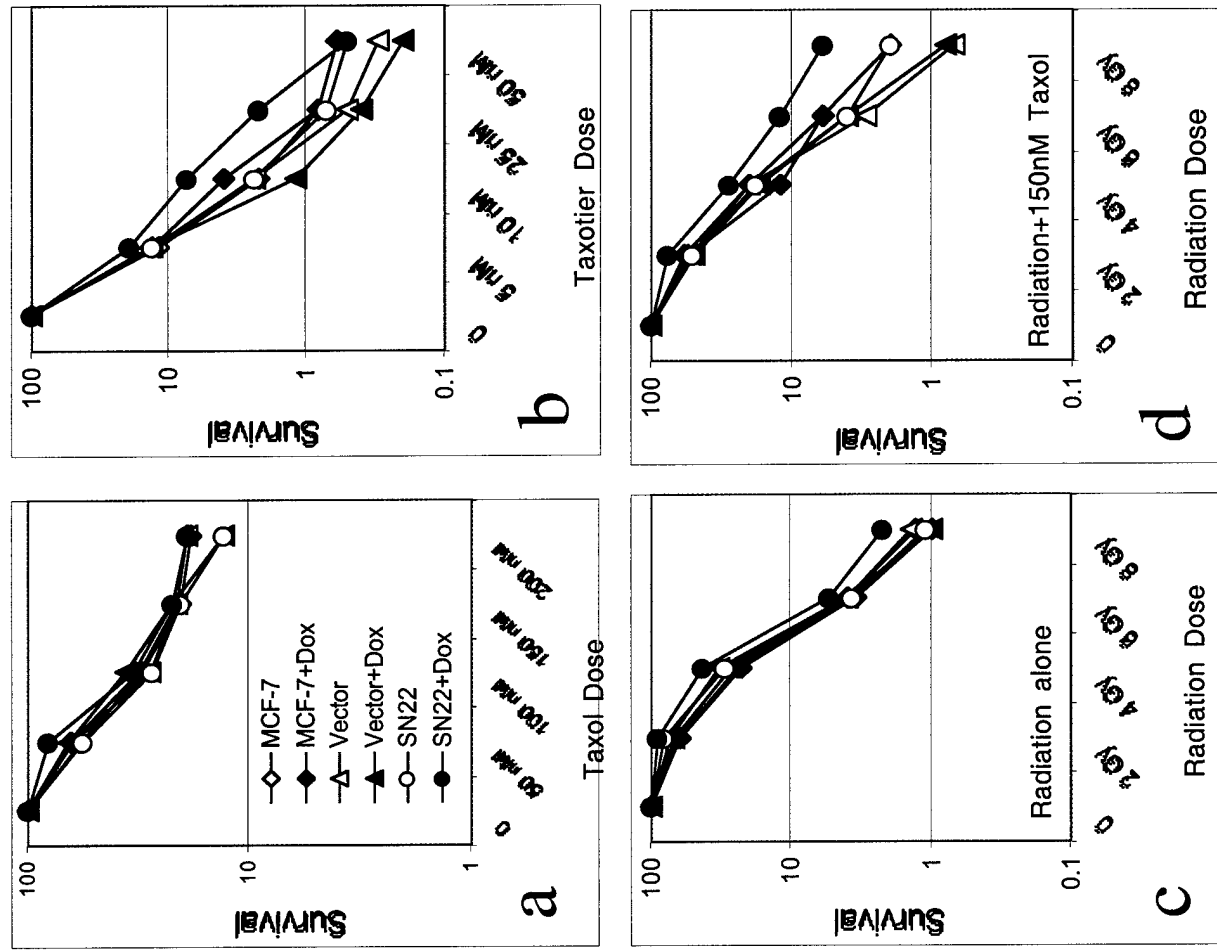 100
10
1
Survival
0
50 nM
100 nM
150 nM
200 nM
Taxol Dose
MCF-7
MCF-7+Dox
Vector
Vector+Dox
SN22
SN22+Dox
a
100
10
1
0.1
Survival
0
5 nM
10 nM
25 nM
50 nM
Taxotier Dose
b
100
10
1
0.1
Survival
Radiation alone
0
2 Gy
4 Gy
6 Gy
8 Gy
Radiation Dose
c
100
10
1
0.1
Survival
Radiation+150nM Taxol
0
2 Gy
4 Gy
6 Gy
8 Gy
Radiation Dose
d